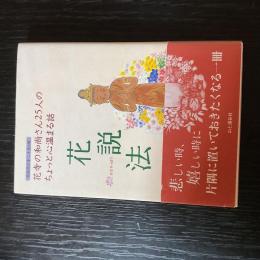 花寺の和尚さん25人の
ちょっと心温まる話
花説法
悲しい時、
嬉しい時に
片隅に置いておきたくなる一冊